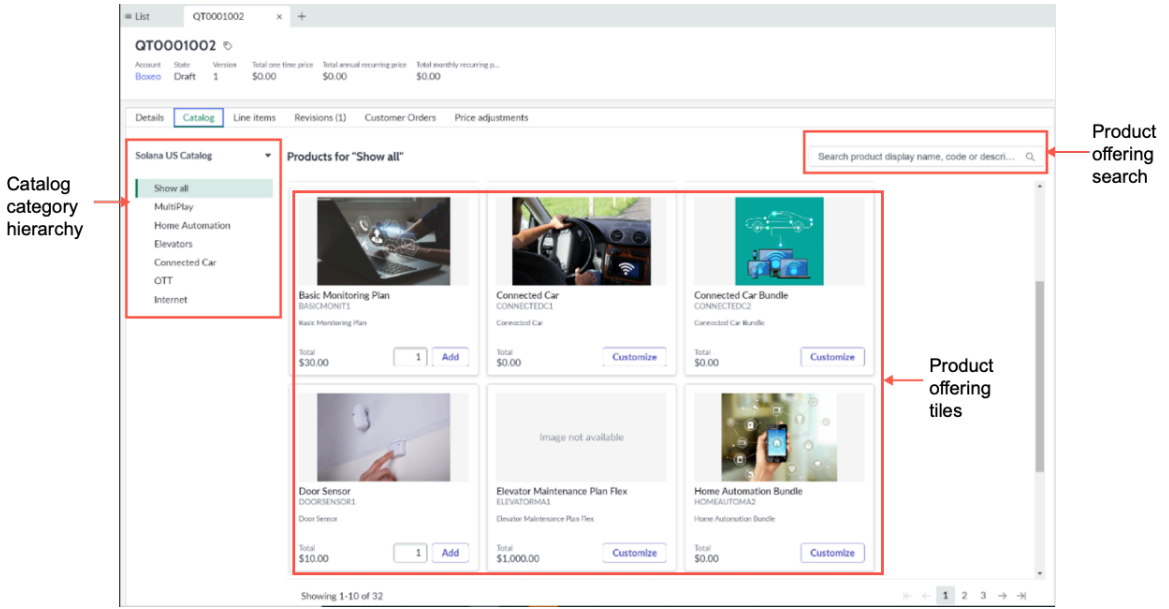 List
QT0001002 × +
QT0001002
Account State Version Total one time price Total annual recurring price Total monthly recurring p...
Boxeo Draft 1 $0.00 $0.00 $0.00
Details Catalog Line items Revisions (1) Customer Orders Price adjustments
Solana US Catalog
Show all
MultiPlay
Home Automation
Elevators
Connected Car
OTT
Internet
Catalog
category
hierarchy
Products for "Show all"
Search product display name, code or descri...
Product
offering
search
Basic Monitoring Plan
BASICMONIT1
Basic Monitoring Plan
Total
$30.00 1 Add
Connected Car
CONNECTEDC1
Connected Car
Total
$0.00 Customize
Connected Car Bundle
CONNECTEDC2
Connected Car Bundle
Total
$0.00 Customize
Product
offering
tiles
Door Sensor
DOORSENSOR1
Door Sensor
Total
$10.00 1 Add
Image not available
Elevator Maintenance Plan Flex
ELEVATORMA1
Elevator Maintenance Plan Flex
Total
$1,000.00 Customize
Home Automation Bundle
HOMEAUTOMA2
Home Automation Bundle
Total
$0.00 Customize
Showing 1-10 of 32
1 2 3